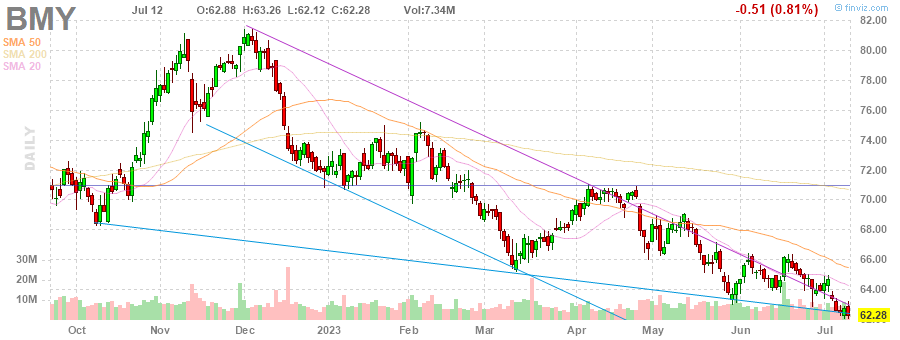 BMY
Jul 12 O:62.88 H:63.26 L:62.12 C:62.28 Vol:7.34M
-0.51 (0.81%)
© finviz.com
SMA 50
SMA 200
SMA 20
DAILY
82.00
80.00
78.00
76.00
74.00
72.00
70.00
68.00
66.00
64.00
62.28
30M
20M
10M
Oct Nov Dec 2023 Feb Mar Apr May Jun Jul